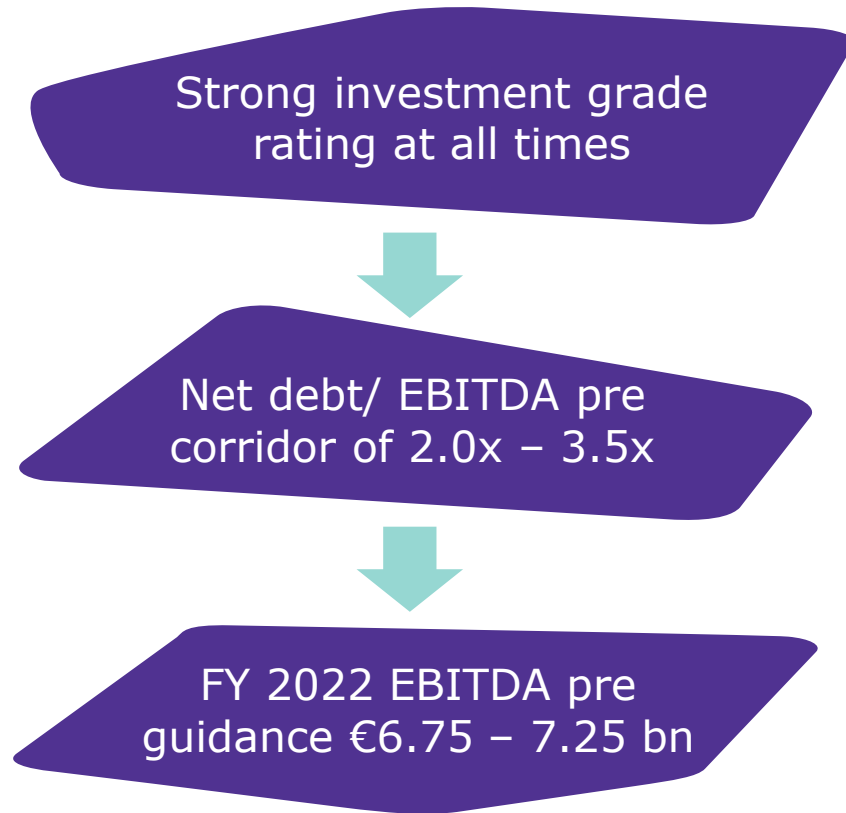 Strong investment grade
rating at all times
Net debt/ EBITDA pre
corridor of 2.0x – 3.5x
FY 2022 EBITDA pre
guidance €6.75 – 7.25 bn